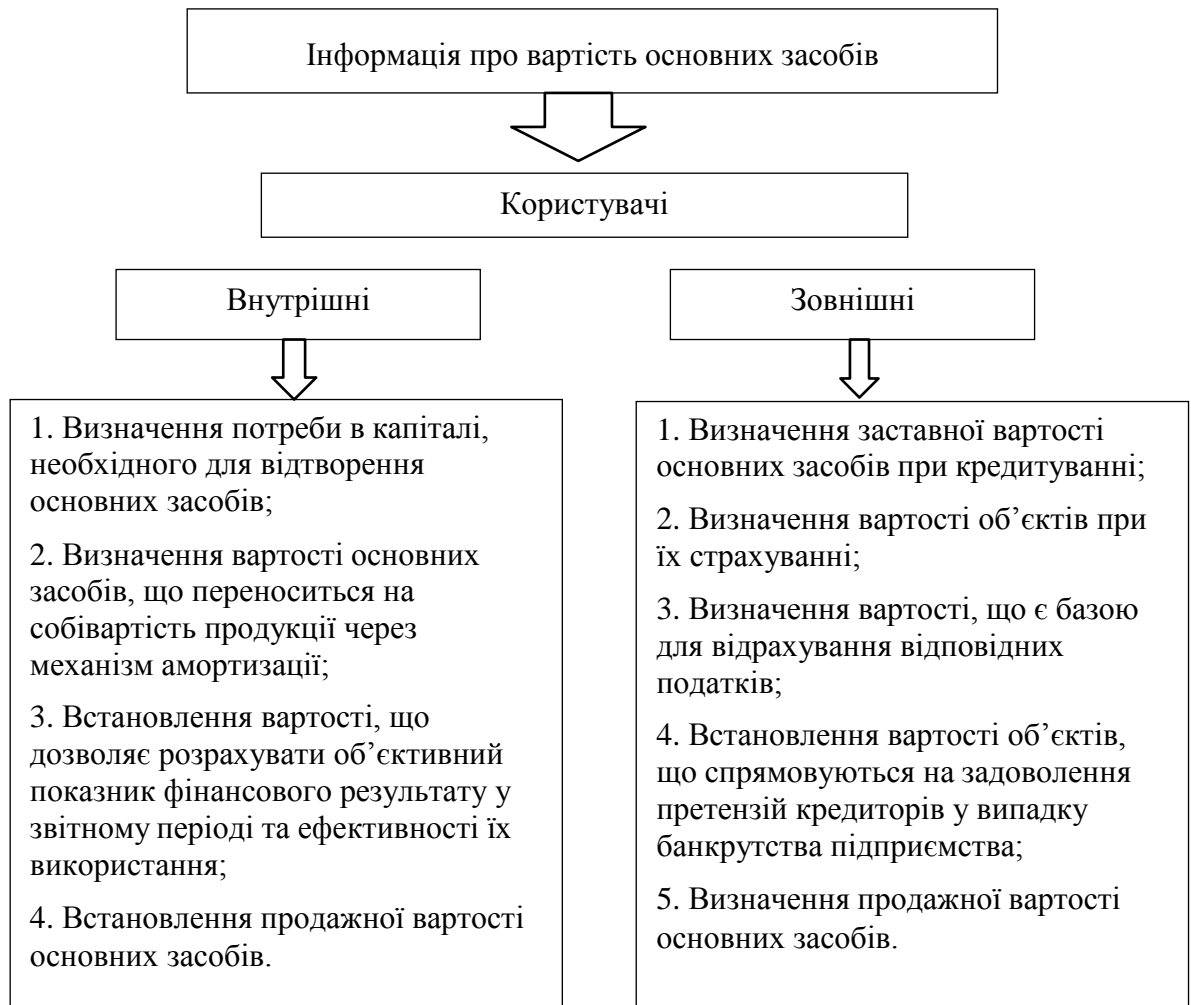 Інформація про вартість основних засобів
Користувачі
Внутрішні
1. Визначення потреби в капіталі,
необхідного для відтворення
основних засобів;
2. Визначення вартості основних
засобів, що переноситься на
собівартість продукції через
механізм амортизації;
3. Встановлення вартості, що
дозволяє розрахувати об’єктивний
показник фінансового результату у
звітному періоді та ефективності їх
використання;
4. Встановлення продажної вартості
основних засобів.
Зовнішні
1. Визначення заставної вартості
основних засобів при кредитуванні;
2. Визначення вартості об’єктів при
їх страхуванні;
3. Визначення вартості, що є базою
для відрахування відповідних
податків;
4. Встановлення вартості об’єктів,
що спрямовуються на задоволення
претензій кредиторів у випадку
банкрутства підприємства;
5. Визначення продажної вартості
основних засобів.